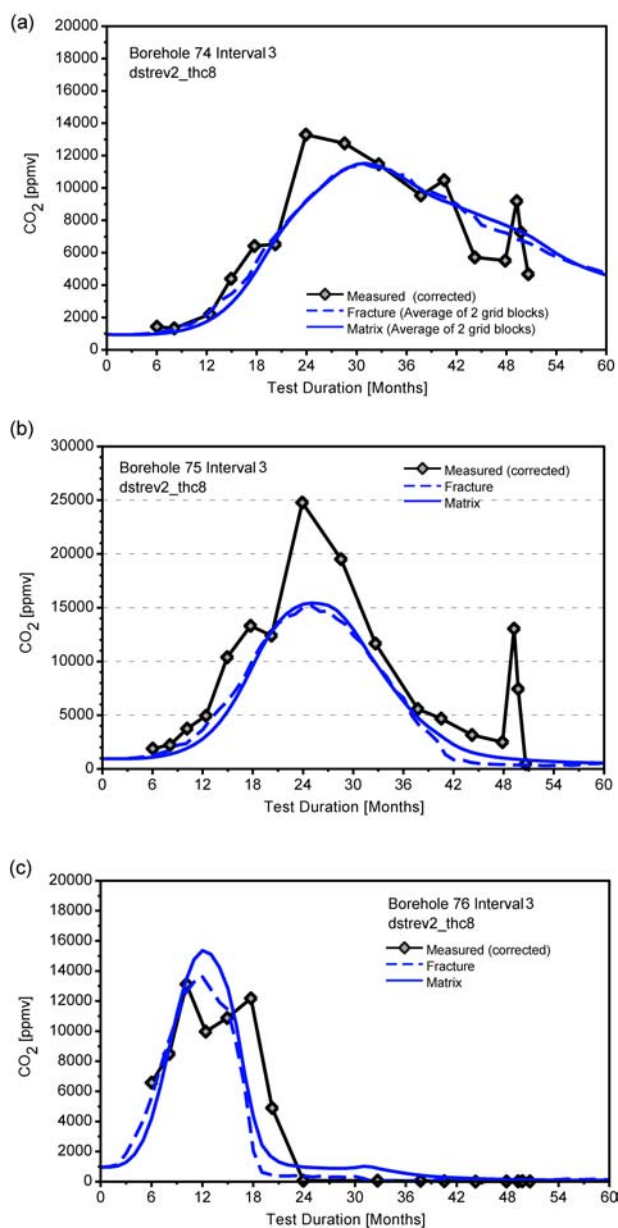 (a)
20000
18000
16000
14000
12000
10000
8000
6000
4000
2000
0
CO2 [ppmv]
Borehole 74 Interval 3
dstrev2_thc8
Measured (corrected)
Fracture (Average of 2 grid blocks)
Matrix (Average of 2 grid blocks)
0 6 12 18 24 30 36 42 48 54 60
Test Duration [Months]
(b)
30000
25000
20000
15000
10000
5000
0
CO2 [ppmv]
Borehole 75 Interval 3
dstrev2_thc8
Measured (corrected)
Fracture
Matrix
0 6 12 18 24 30 36 42 48 54 60
Test Duration [Months]
(c)
20000
18000
16000
14000
12000
10000
8000
6000
4000
2000
0
CO2 [ppmv]
Borehole 76 Interval 3
dstrev2_thc8
Measured (corrected)
Fracture
Matrix
0 6 12 18 24 30 36 42 48 54 60
Test Duration [Months]